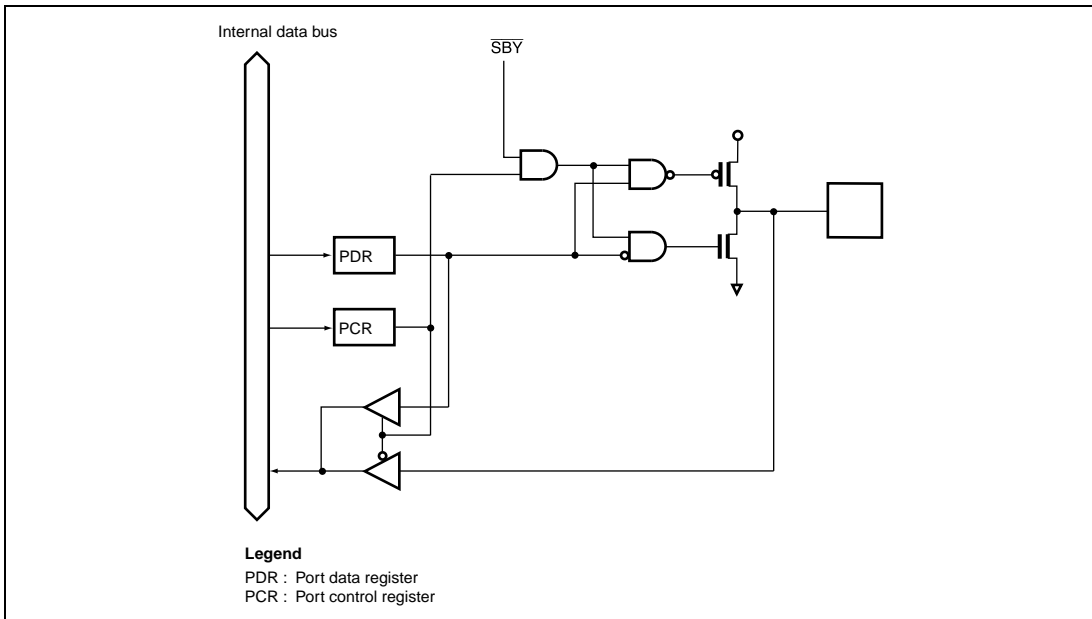 Internal data bus
SBY
PDR
PCR
Legend
PDR : Port data register
PCR : Port control register